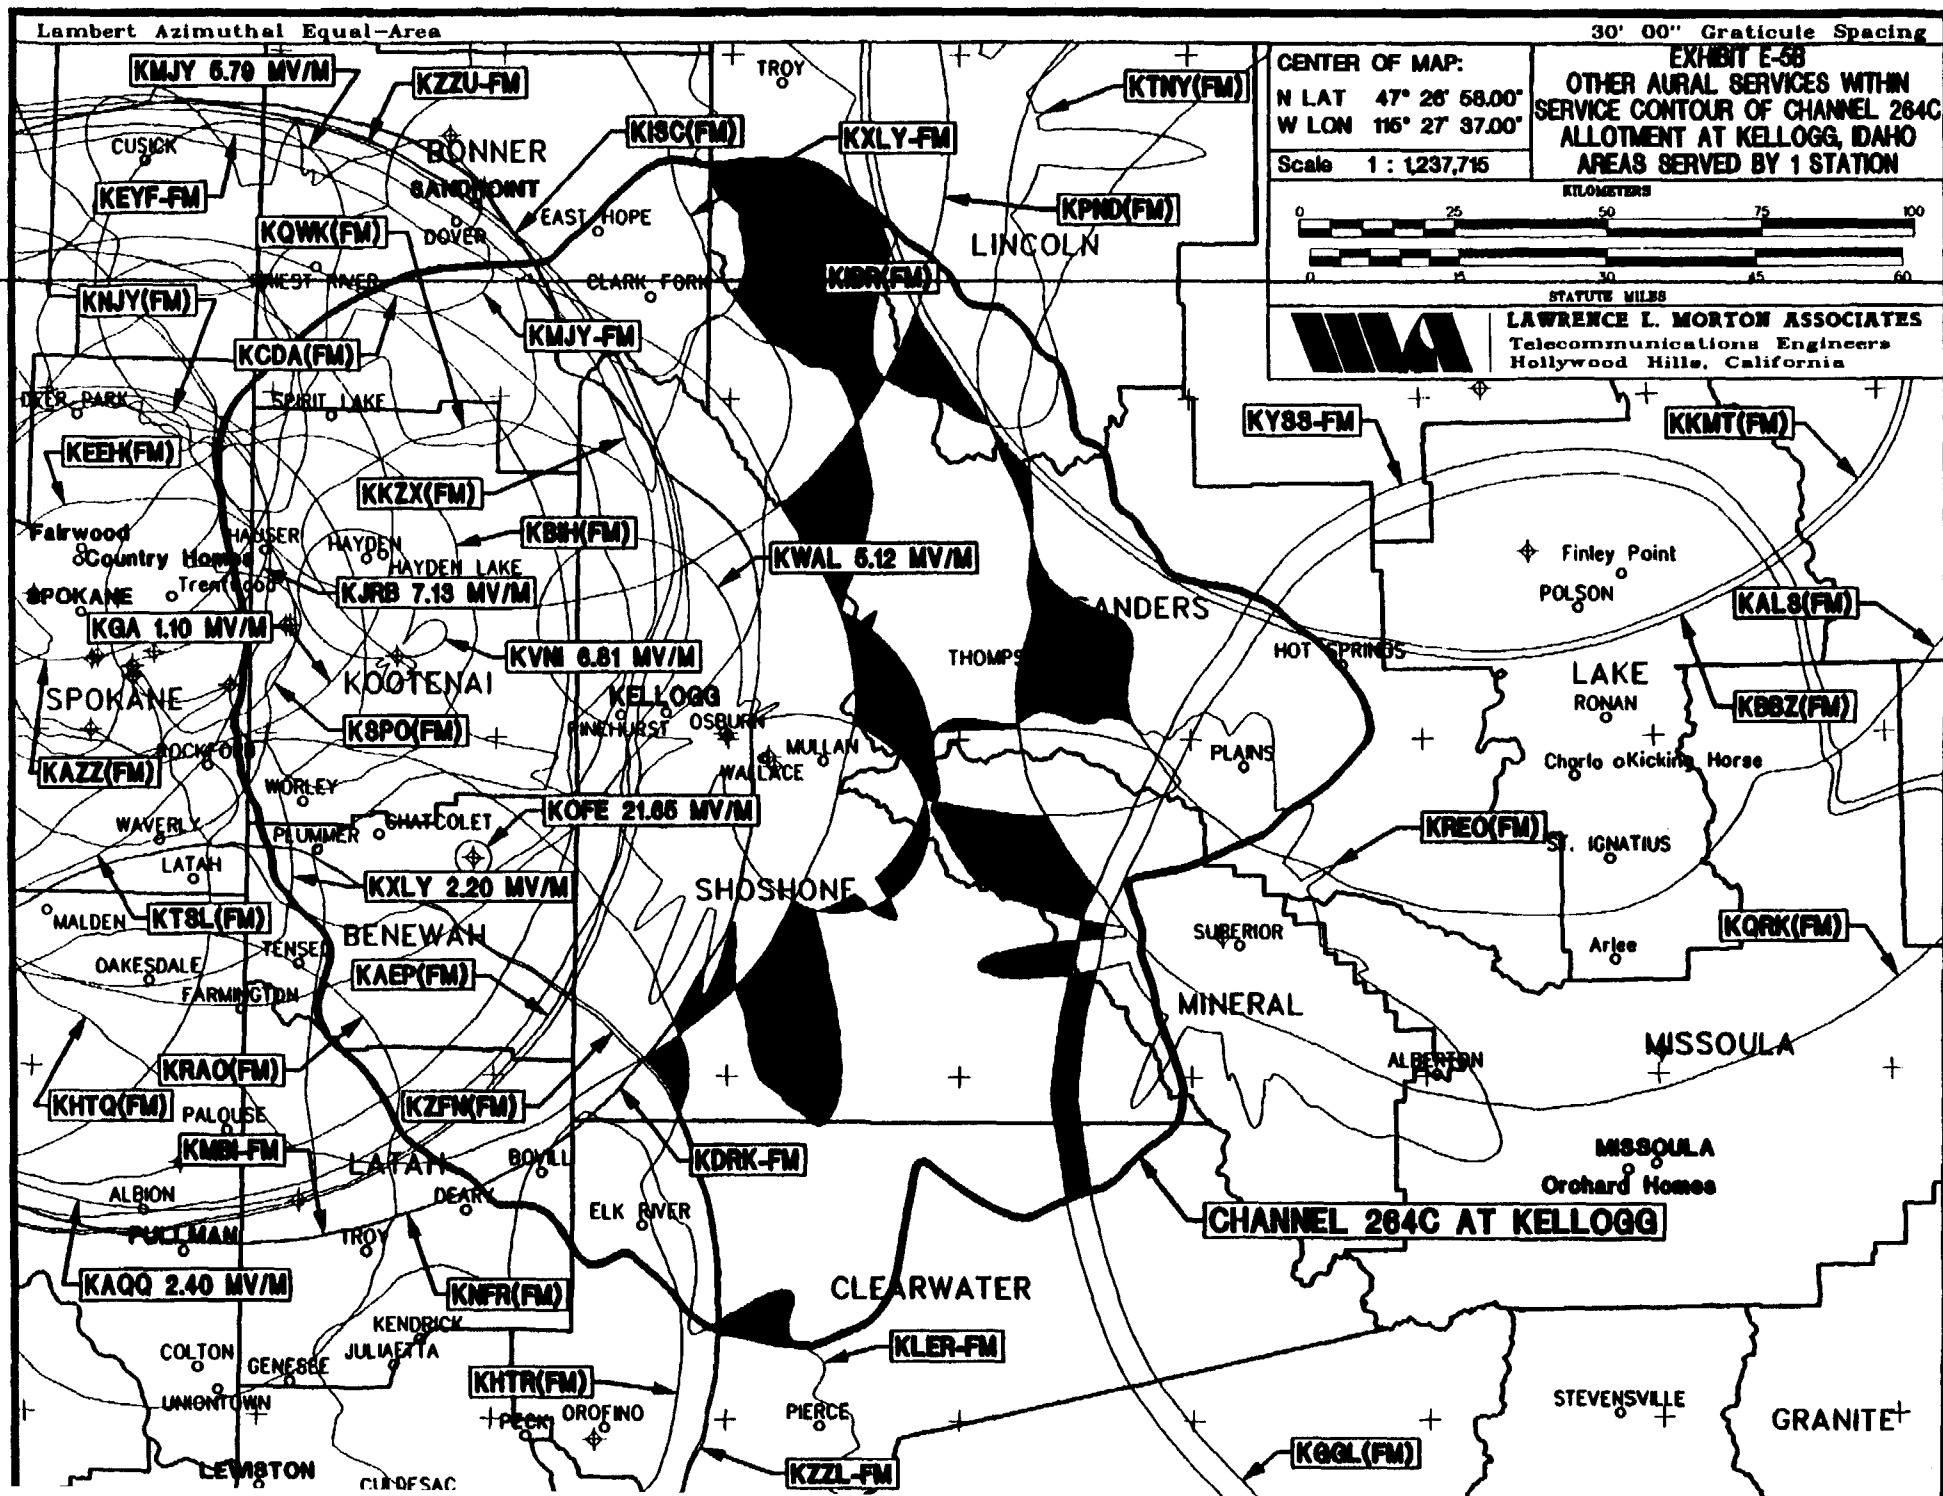 Lambert Azimuthal Equal-Area
30' 00" Graticule Spacing
CENTER OF MAP:
N LAT 47° 26' 58.00"
W LON 115° 27' 37.00"
Scale 1 : 1,237,715
EXHIBIT E-5B
OTHER AURAL SERVICES WITHIN
SERVICE CONTOUR OF CHANNEL 264C
ALLOTMENT AT KELLOGG, IDAHO
AREAS SERVED BY 1 STATION
KILOMETERS
0 25 50 75 100
0 15 30 45 60
STATUTE MILES
LAWRENCE L. MORTON ASSOCIATES
Telecommunications Engineers
Hollywood Hills, California
KMJY 5.79 MV/M
KZZU-FM
TROY
KTNY(FM)
CUSICK
BONNER
KISC(FM)
KXLY-FM
KEYF-FM
SANDPOINT
EAST HOPE
KPND(FM)
KQWK(FM)
DOVER
LINCOLN
PRIEST RIVER
CLARK FORK
KIBR(FM)
KNJY(FM)
KMJY-FM
KCDA(FM)
DEER PARK
SPIRIT LAKE
KYSS-FM
KKMT(FM)
KEEH(FM)
KKZX(FM)
Fairwood
HAUSER
HAYDEN
KBIH(FM)
Country Homes
HAYDEN LAKE
KWAL 5.12 MV/M
Finley Point
Trentwood
SPOKANE
KJRB 7.13 MV/M
POLSON
SANDERS
KALS(FM)
KGA 1.10 MV/M
KVNI 6.81 MV/M
THOMPS
HOT SPRINGS
SPOKANE
KOOTENAI
KELLOGG
LAKE
RONAN
KBBZ(FM)
KSPO(FM)
PINEHURST
OSBURN
ROCKFORD
MULLAN
PLAINS
KAZZ(FM)
WALLACE
Charlo
Kicking Horse
WORLEY
KOFE 21.65 MV/M
WAVERLY
PLUMMER
CHATCOLET
KREO(FM)
ST. IGNATIUS
LATAH
KXLY 2.20 MV/M
SHOSHONE
MALDEN
KTSL(FM)
BENEWAH
SUPERIOR
KQRK(FM)
TENSED
Arlee
OAKESDALE
KAEP(FM)
FARMINGTON
MINERAL
MISSOULA
KRAO(FM)
ALBERTON
KHTQ(FM)
KZFN(FM)
PALOUSE
KMBI-FM
LATAH
BOVILL
KDRK-FM
MISSOULA
Orchard Homes
ALBION
DEARY
ELK RIVER
CHANNEL 264C AT KELLOGG
PULLMAN
TROY
KAQQ 2.40 MV/M
KNFR(FM)
CLEARWATER
KENDRICK
COLTON
GENESEE
JULIAETTA
KLER-FM
UNIONTOWN
KHTR(FM)
PECK
OROFINO
PIERCE
STEVENSVILLE
GRANITE
LEWISTON
CULDESAC
KZZL-FM
KGGL(FM)